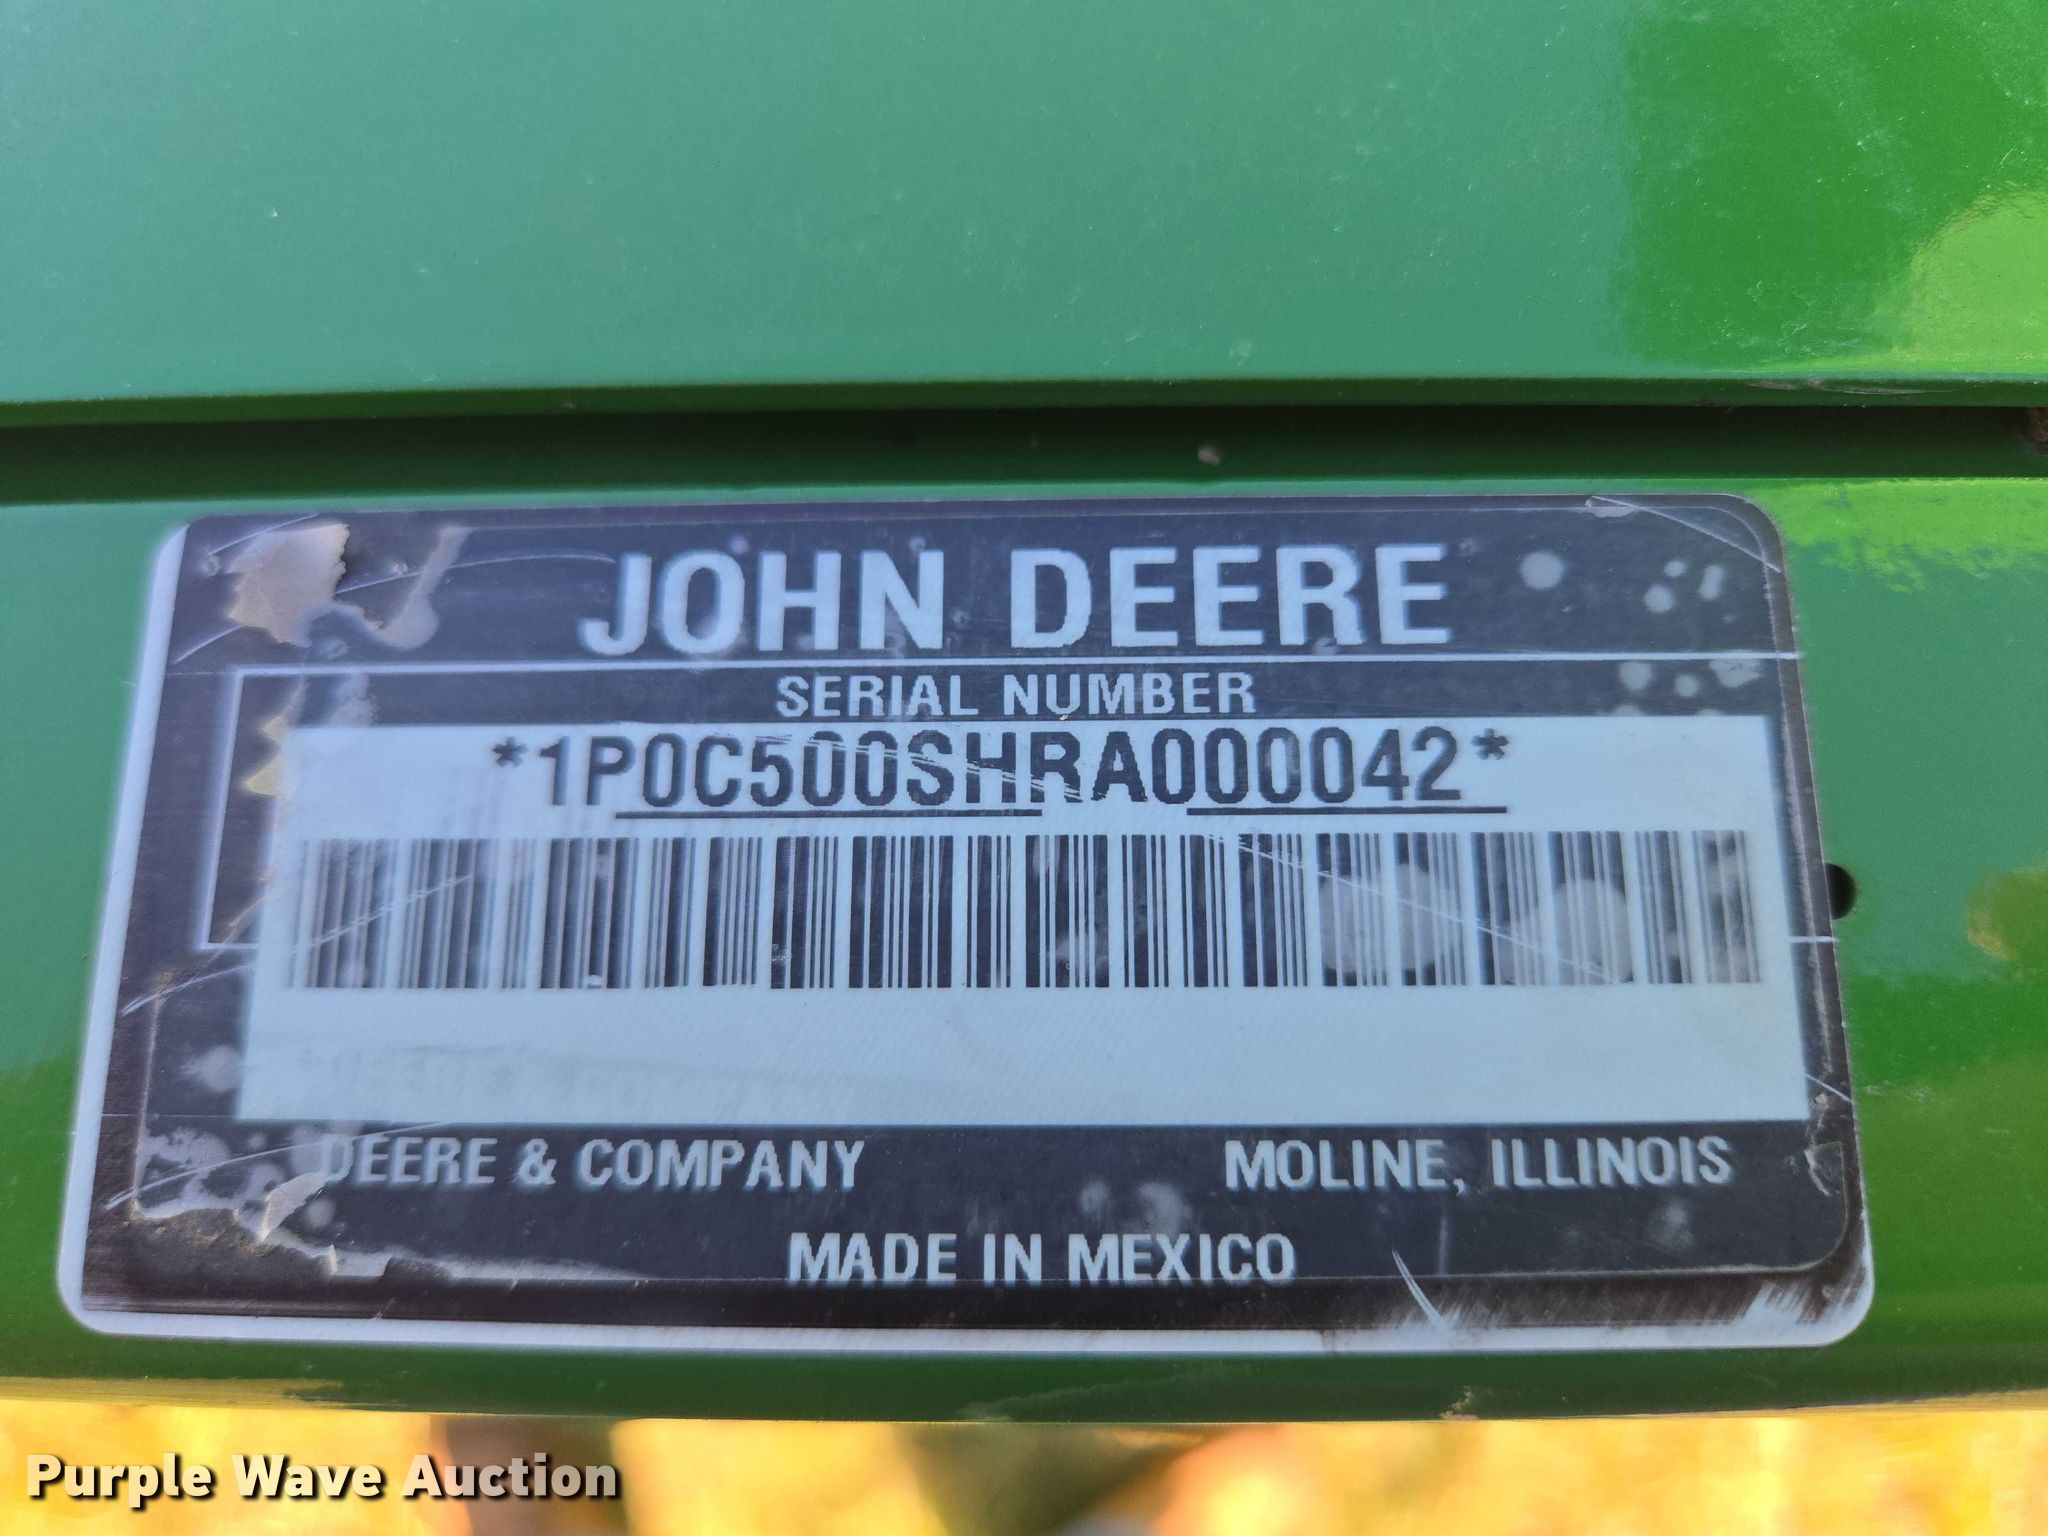 JOHN DEERE
SERIAL NUMBER
*1P0C500SHRA000042*
DEERE & COMPANY MOLINE, ILLINOIS
MADE IN MEXICO
Purple Wave Auction